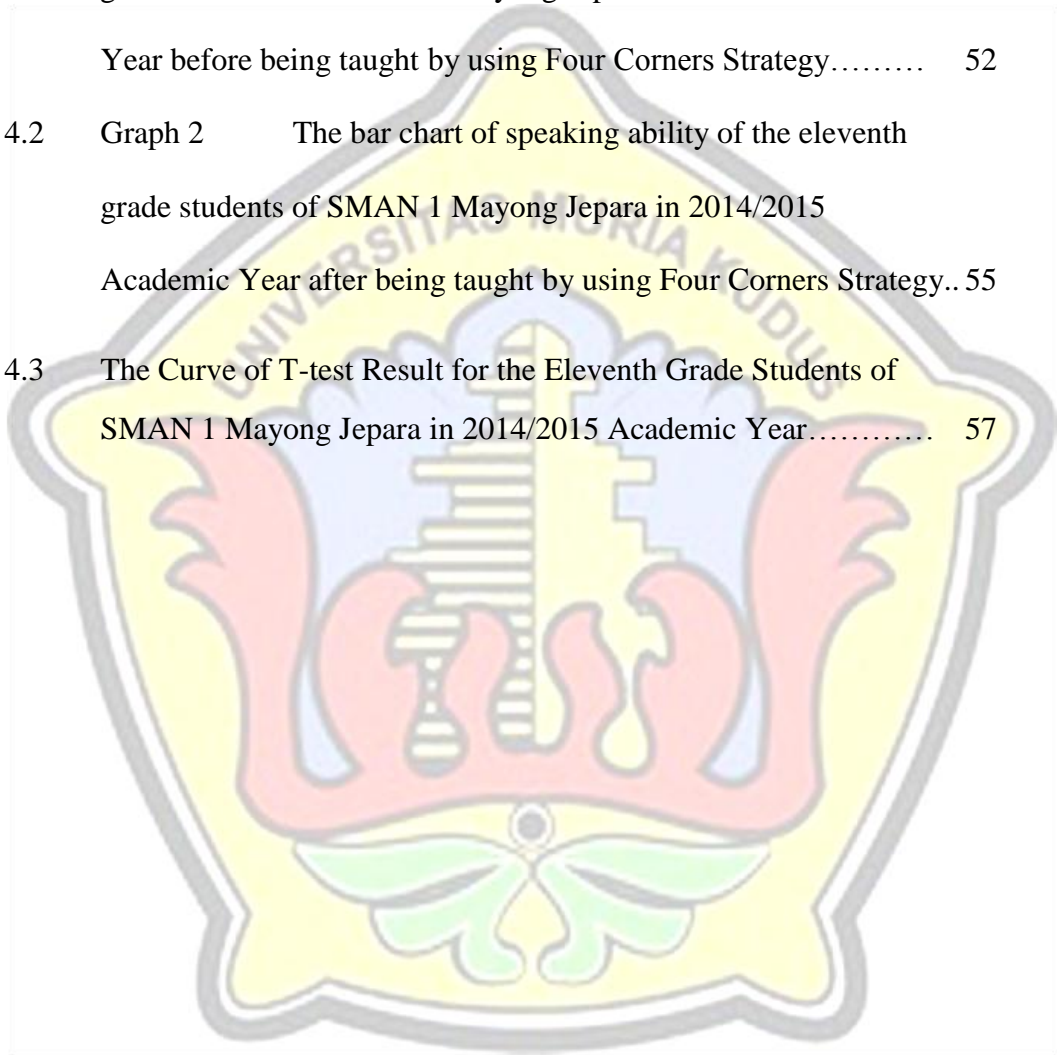 Year before being taught by using Four Corners Strategy……… 52
4.2 Graph 2 The bar chart of speaking ability of the eleventh
grade students of SMAN 1 Mayong Jepara in 2014/2015
Academic Year after being taught by using Four Corners Strategy.. 55
4.3 The Curve of T-test Result for the Eleventh Grade Students of
SMAN 1 Mayong Jepara in 2014/2015 Academic Year………… 57
UNIVERSITAS MURIA KUDUS